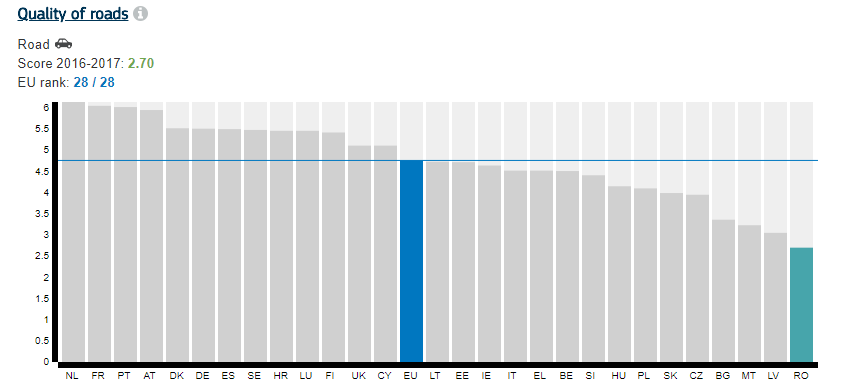 Quality of roads
Road
Score 2016-2017: 2.70
EU rank: 28 / 28
6
5.5
5
4.5
4
3.5
3
2.5
2
1.5
1
0.5
0
NL FR PT AT DK DE ES SE HR LU FI UK CY EU LT EE IE IT EL BE SI HU PL SK CZ BG MT LV RO